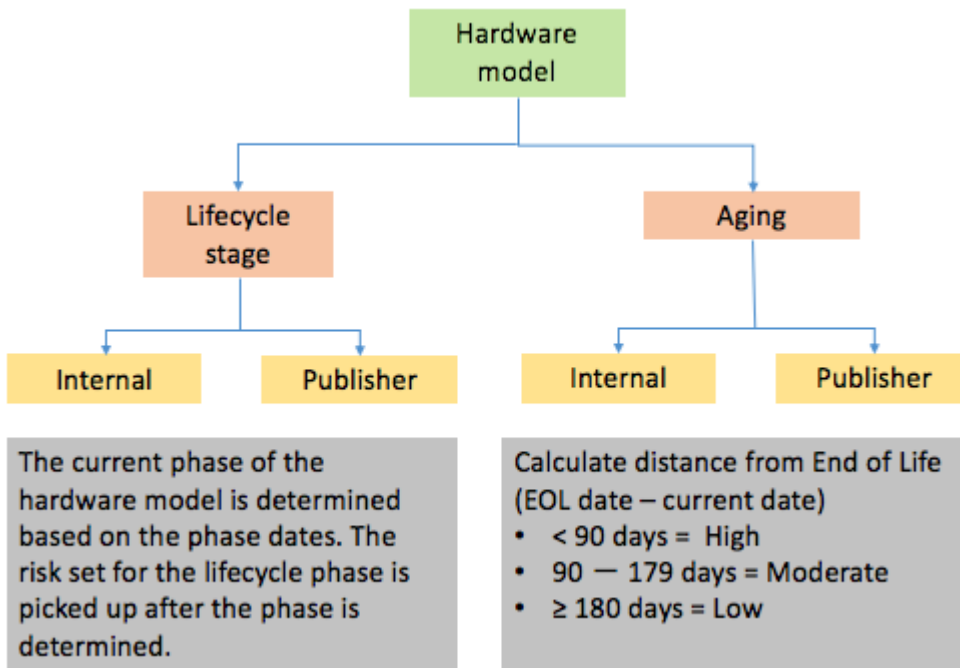 Hardware
model
Lifecycle
stage
Aging
Internal
Publisher
Internal
Publisher
The current phase of the
hardware model is determined
based on the phase dates. The
risk set for the lifecycle phase is
picked up after the phase is
determined.
Calculate distance from End of Life
(EOL date – current date)
• < 90 days = High
• 90 — 179 days = Moderate
• ≥ 180 days = Low